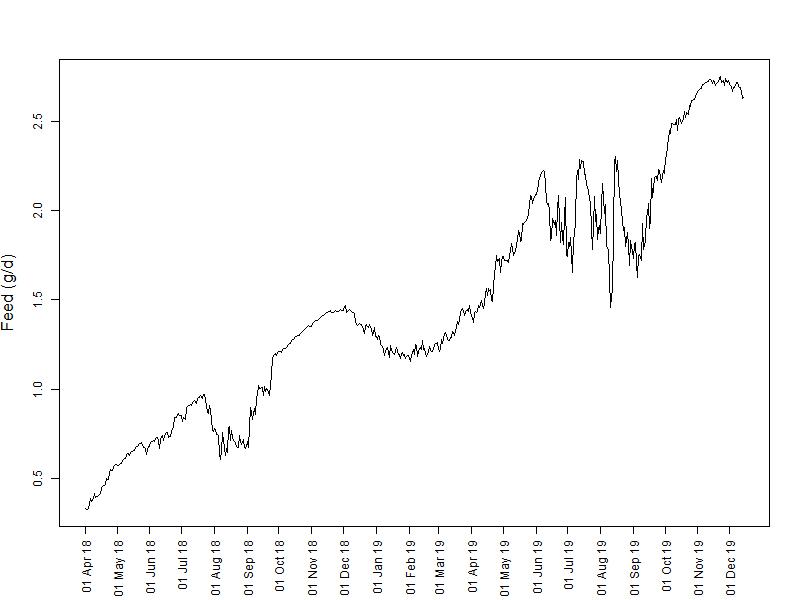 Feed (g/d)
2.5
2.0
1.5
1.0
0.5
01 Apr 18
01 May 18
01 Jun 18
01 Jul 18
01 Aug 18
01 Sep 18
01 Oct 18
01 Nov 18
01 Dec 18
01 Jan 19
01 Feb 19
01 Mar 19
01 Apr 19
01 May 19
01 Jun 19
01 Jul 19
01 Aug 19
01 Sep 19
01 Oct 19
01 Nov 19
01 Dec 19